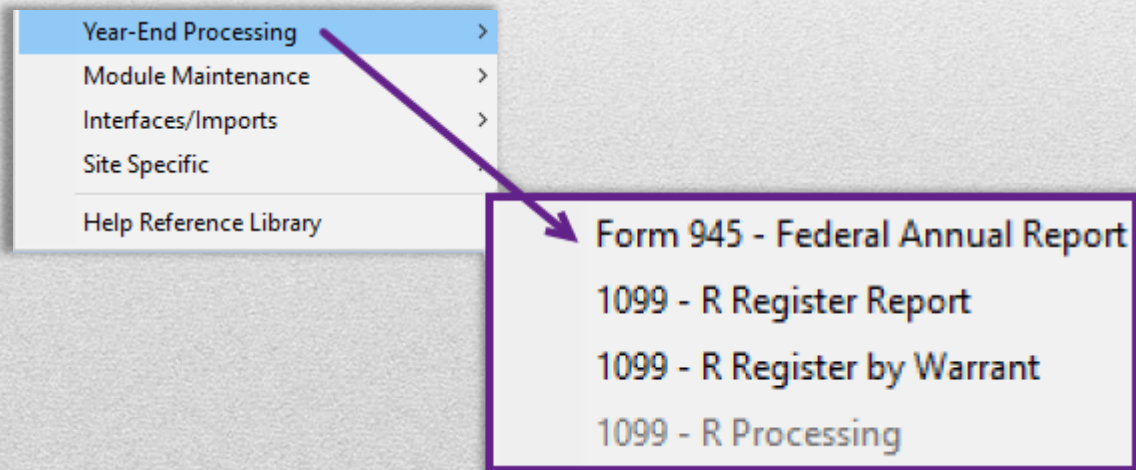 Year-End Processing
Module Maintenance
Interfaces/Imports
Site Specific
Help Reference Library
Form 945 - Federal Annual Report
1099 - R Register Report
1099 - R Register by Warrant
1099 - R Processing